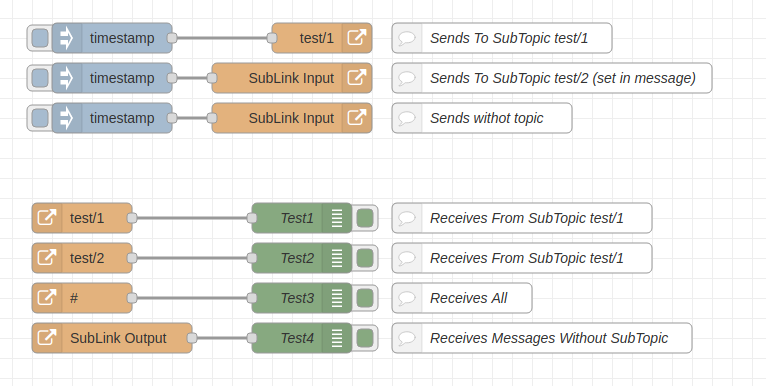 timestamp test/1 Sends To SubTopic test/1
timestamp SubLink Input Sends To SubTopic test/2 (set in message)
timestamp SubLink Input Sends withot topic
test/1 Test1 Receives From SubTopic test/1
test/2 Test2 Receives From SubTopic test/1
# Test3 Receives All
SubLink Output Test4 Receives Messages Without SubTopic